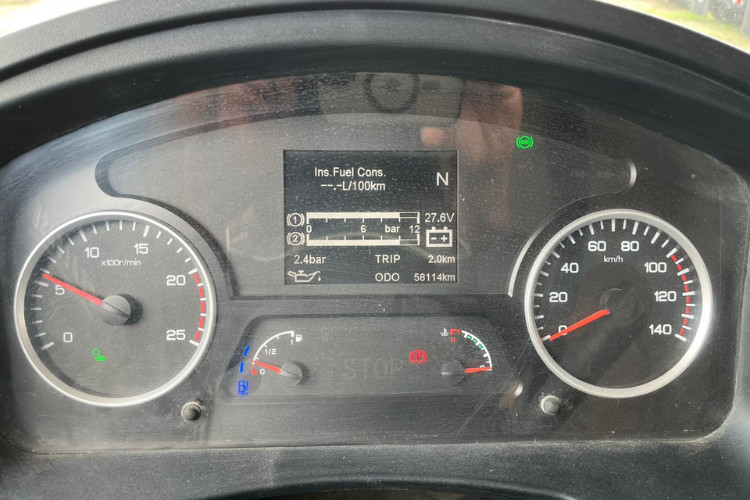 Ins.Fuel Cons.
--.-L/100km
N
(1)
27.6V
0 6 bar 12
(2)
2.4bar TRIP 2.0km
ODO 58114km
0 5 10 15 20 25
x100r/min
0 20 40 60 80 100 120 140
km/h
0 1/2 1
H
TOP